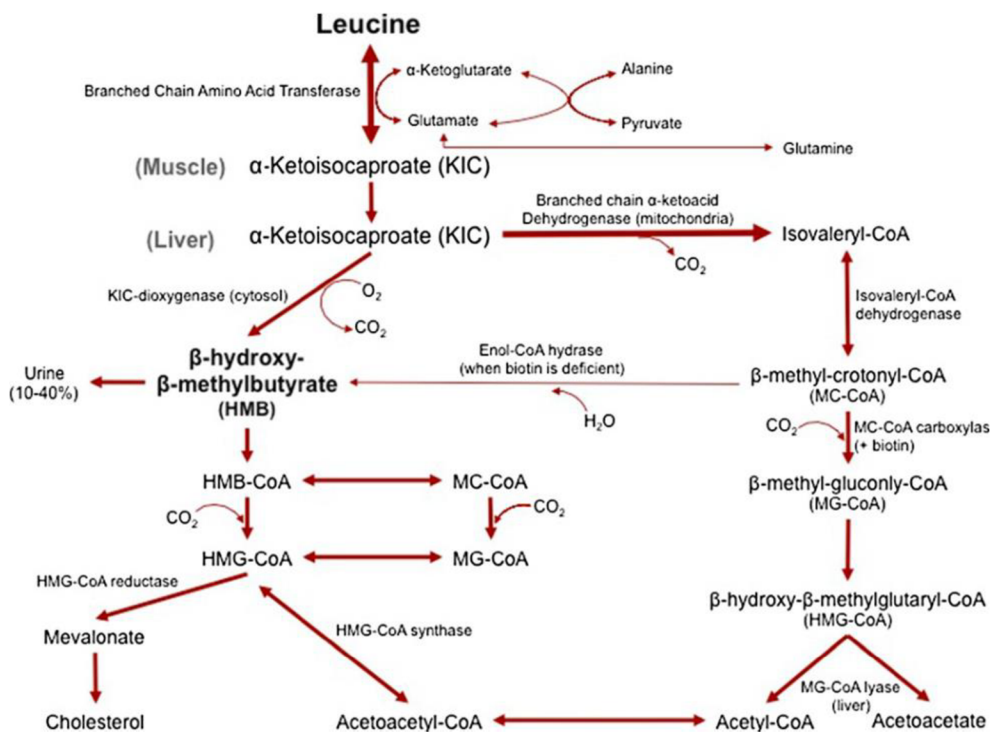 Leucine
Branched Chain Amino Acid Transferase
α-Ketoglutarate
Alanine
Glutamate
Pyruvate
Glutamine
(Muscle) α-Ketoisocaproate (KIC)
Branched chain α-ketoacid
Dehydrogenase (mitochondria)
(Liver) α-Ketoisocaproate (KIC)
Isovaleryl-CoA
CO₂
KIC-dioxygenase (cytosol)
O₂
CO₂
Isovaleryl-CoA
dehydrogenase
Urine
(10-40%)
β-hydroxy-
β-methylbutyrate
(HMB)
Enol-CoA hydrase
(when biotin is deficient)
H₂O
β-methyl-crotonyl-CoA
(MC-CoA)
CO₂
MC-CoA carboxylas
(+ biotin)
HMB-CoA
MC-CoA
β-methyl-gluconly-CoA
(MG-CoA)
CO₂
CO₂
HMG-CoA
MG-CoA
HMG-CoA reductase
β-hydroxy-β-methylglutaryl-CoA
(HMG-CoA)
Mevalonate
HMG-CoA synthase
MG-CoA lyase
(liver)
Cholesterol
Acetoacetyl-CoA
Acetyl-CoA
Acetoacetate